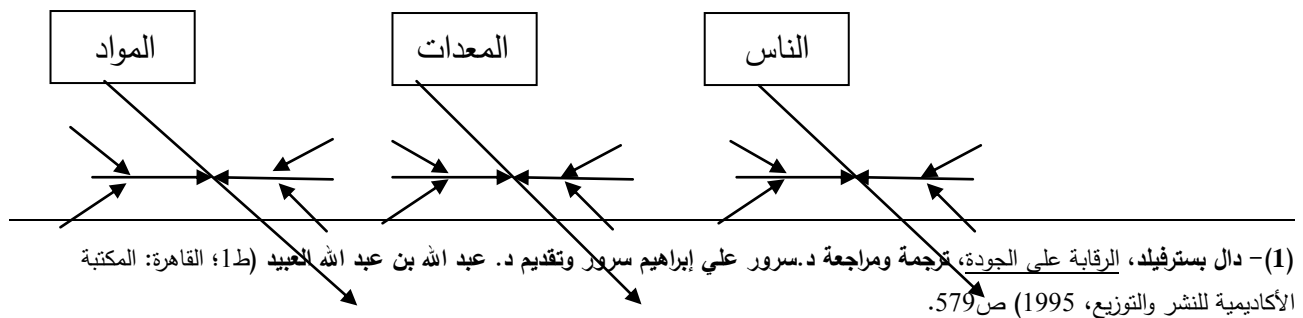 الناس
المعدات
المواد
(1)- دال بسترفيلد، الرقابة على الجودة، ترجمة ومراجعة د.سرور علي إبراهيم سرور وتقديم د. عبد الله بن عبد الله العبيد (ط1؛ القاهرة: المكتبة
الأكاديمية للنشر والتوزيع، 1995) ص579.